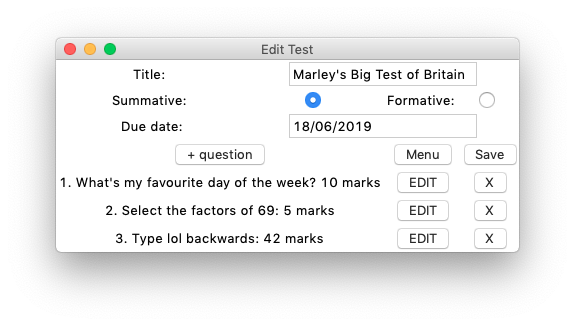 Edit Test
Title: Marley's Big Test of Britain
Summative: Formative:
Due date: 18/06/2019
+ question Menu Save
1. What's my favourite day of the week? 10 marks EDIT X
2. Select the factors of 69: 5 marks EDIT X
3. Type lol backwards: 42 marks EDIT X